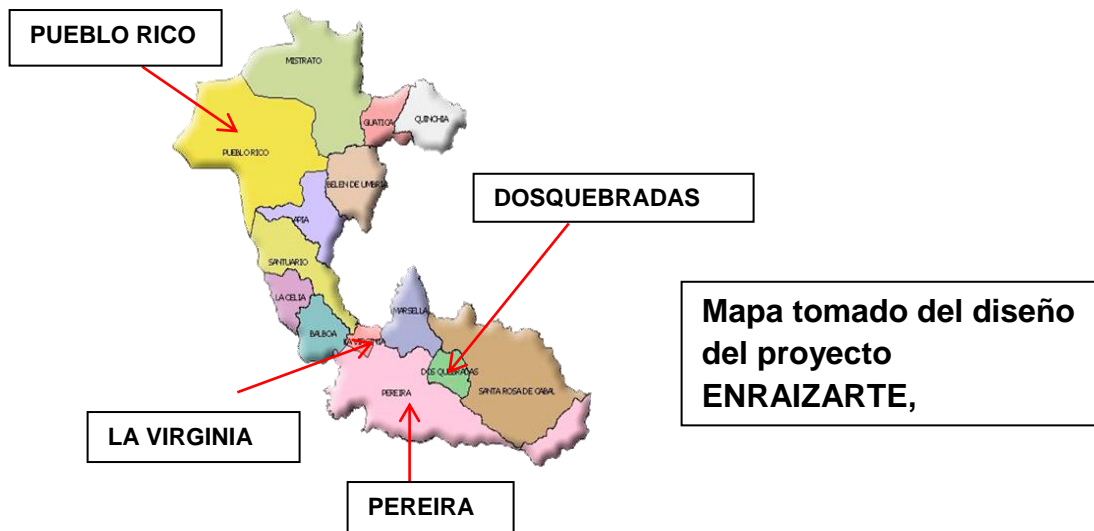 PUEBLO RICO
MISTRATO
GUATICA
QUINCHIA
PUEBLO RICO
BELEN DE UMBRIA
DOSQUEBRADAS
APIA
SANTUARIO
LA CELIA
MARSELLA
BALBOA
DOS QUEBRADAS
PEREIRA
SANTA ROSA DE CABAL
Mapa tomado del diseño
del proyecto
ENRAIZARTE,
LA VIRGINIA
PEREIRA